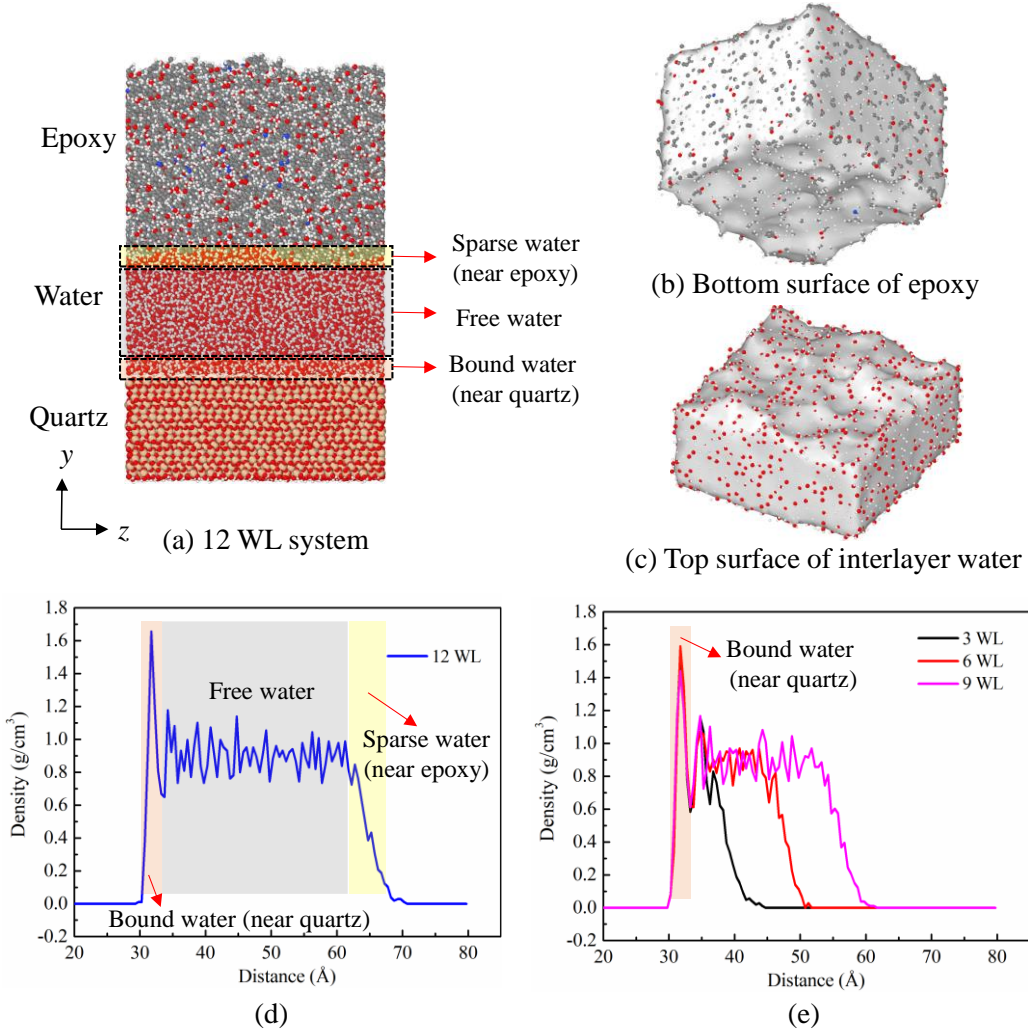 Epoxy
Water
Quartz
y
z
Sparse water
(near epoxy)
Free water
Bound water
(near quartz)
(a) 12 WL system
(b) Bottom surface of epoxy
(c) Top surface of interlayer water
1.8
1.6
1.4
1.2
1.0
0.8
0.6
0.4
0.2
0.0
-0.2
Density (g/cm³)
12 WL
Free water
Sparse water
(near epoxy)
Bound water (near quartz)
20 30 40 50 60 70 80
Distance (Å)
(d)
1.8
1.6
1.4
1.2
1.0
0.8
0.6
0.4
0.2
0.0
-0.2
Density (g/cm³)
Bound water
(near quartz)
3 WL
6 WL
9 WL
20 30 40 50 60 70 80
Distance (Å)
(e)